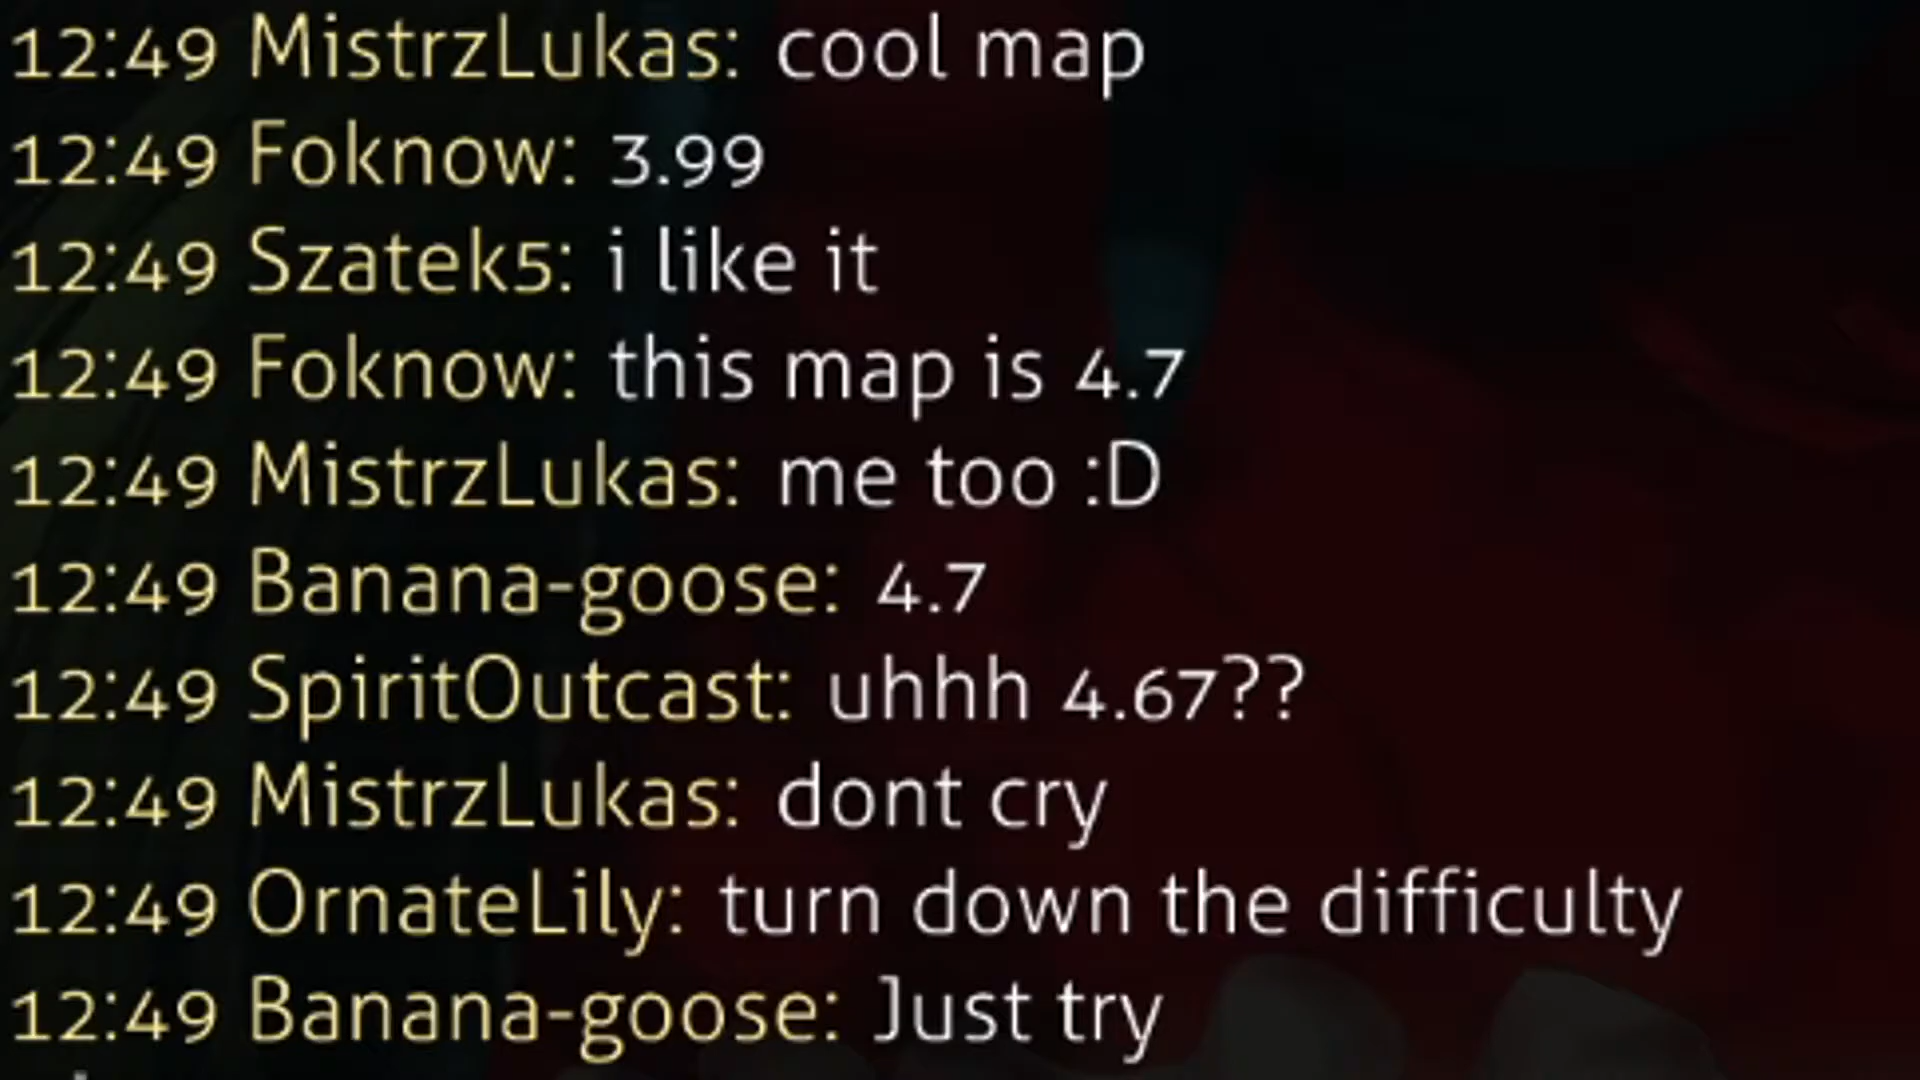 12:49 MistrzLukas: cool map
12:49 Foknow: 3.99
12:49 Szatek5: i like it
12:49 Foknow: this map is 4.7
12:49 MistrzLukas: me too :D
12:49 Banana-goose: 4.7
12:49 SpiritOutcast: uhhh 4.67??
12:49 MistrzLukas: dont cry
12:49 OrnateLily: turn down the difficulty
12:49 Banana-goose: Just try